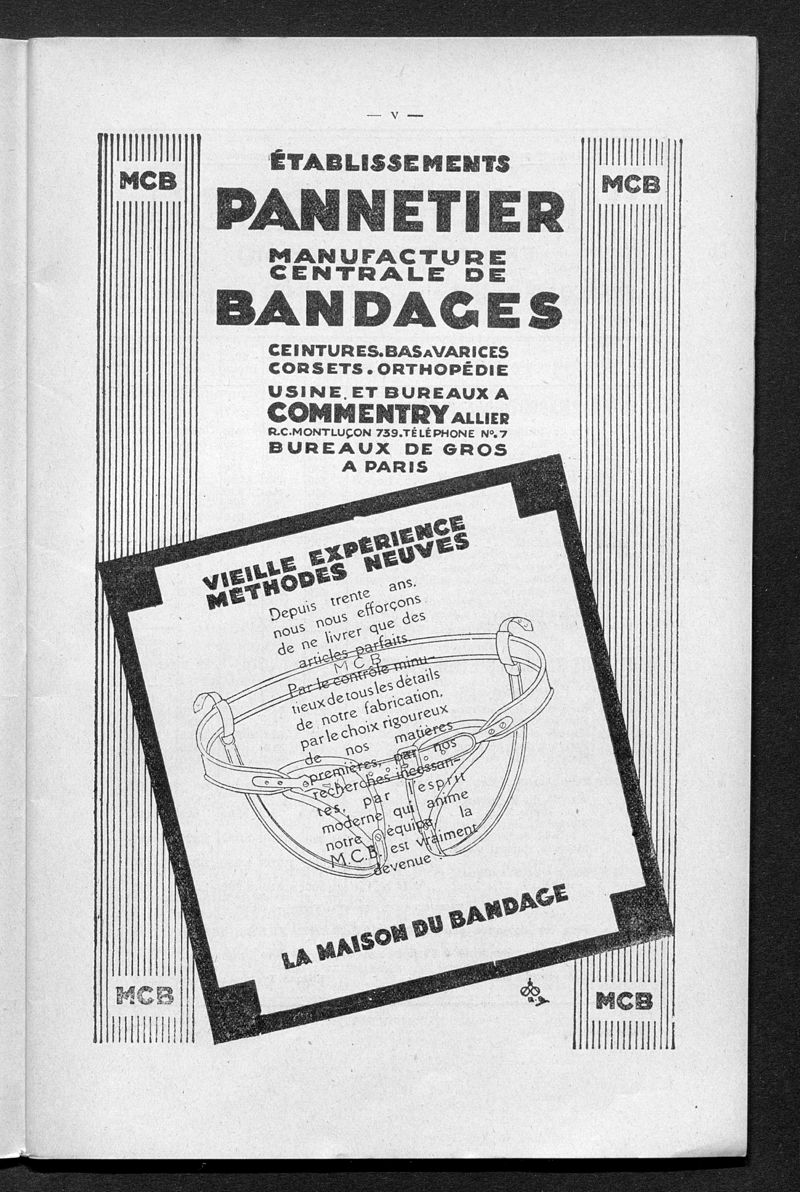 — V —
MCB
MCB
ÉTABLISSEMENTS
PANNETIER
MANUFACTURE
CENTRALE DE
BANDAGES
CEINTURES.BAS A VARICES
CORSETS.ORTHOPÉDIE
USINE.ET BUREAUX A
COMMENTRY ALLIER
R.C.MONTLUÇON 739.TÉLÉPHONE No.7
BUREAUX DE GROS
A PARIS
VIEILLE EXPÉRIENCE
MÉTHODES NEUVES
Depuis trente ans,
nous nous efforçons
de ne livrer que des
articles parfaits.
M C B
Par le contrôle minu-
tieux de tous les détails
de notre fabrication,
par le choix rigoureux
de nos matières
premières, par nos
recherches incessan-
tes, par l'esprit
moderne qui anime
notre équipe, la
M.C.B. est vraiment
devenue :
LA MAISON DU BANDAGE
MCB
MCB